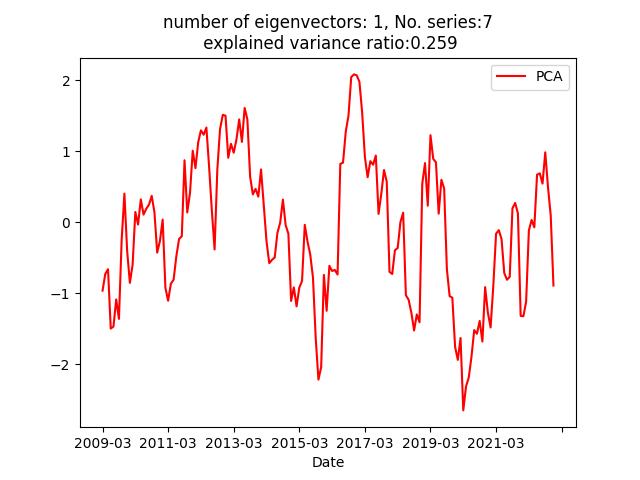 number of eigenvectors: 1, No. series:7
explained variance ratio:0.259
PCA
2
1
0
−1
−2
2009-03 2011-03 2013-03 2015-03 2017-03 2019-03 2021-03
Date